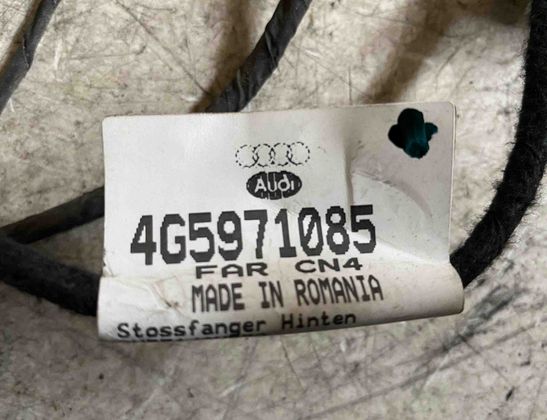 Audi
4G5971085
FAR CN4
MADE IN ROMANIA
Stossfanger Hinten